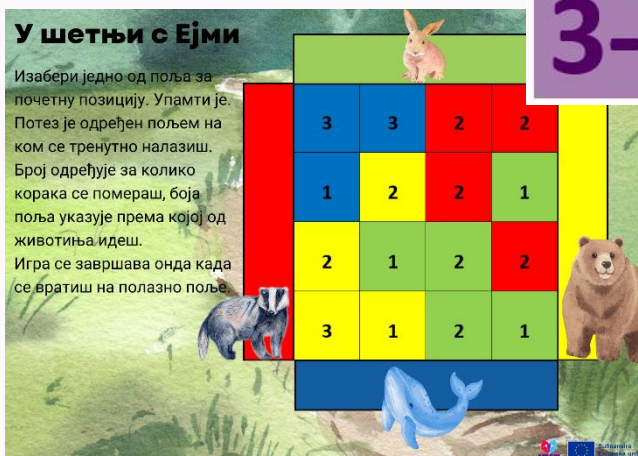 У шетњи с Ејми
3-
Изабери једно од поља за
почетну позицију. Упамти је.
Потез је одређен пољем на
ком се тренутно налазиш.
Број одређује за колико
корака се помераш, боја
поља указује према којој од
животиња идеш.
Игра се завршава онда када
се вратиш на полазно поље.
3 3 2 2
1 2 2 1
2 1 2 2
3 1 2 1